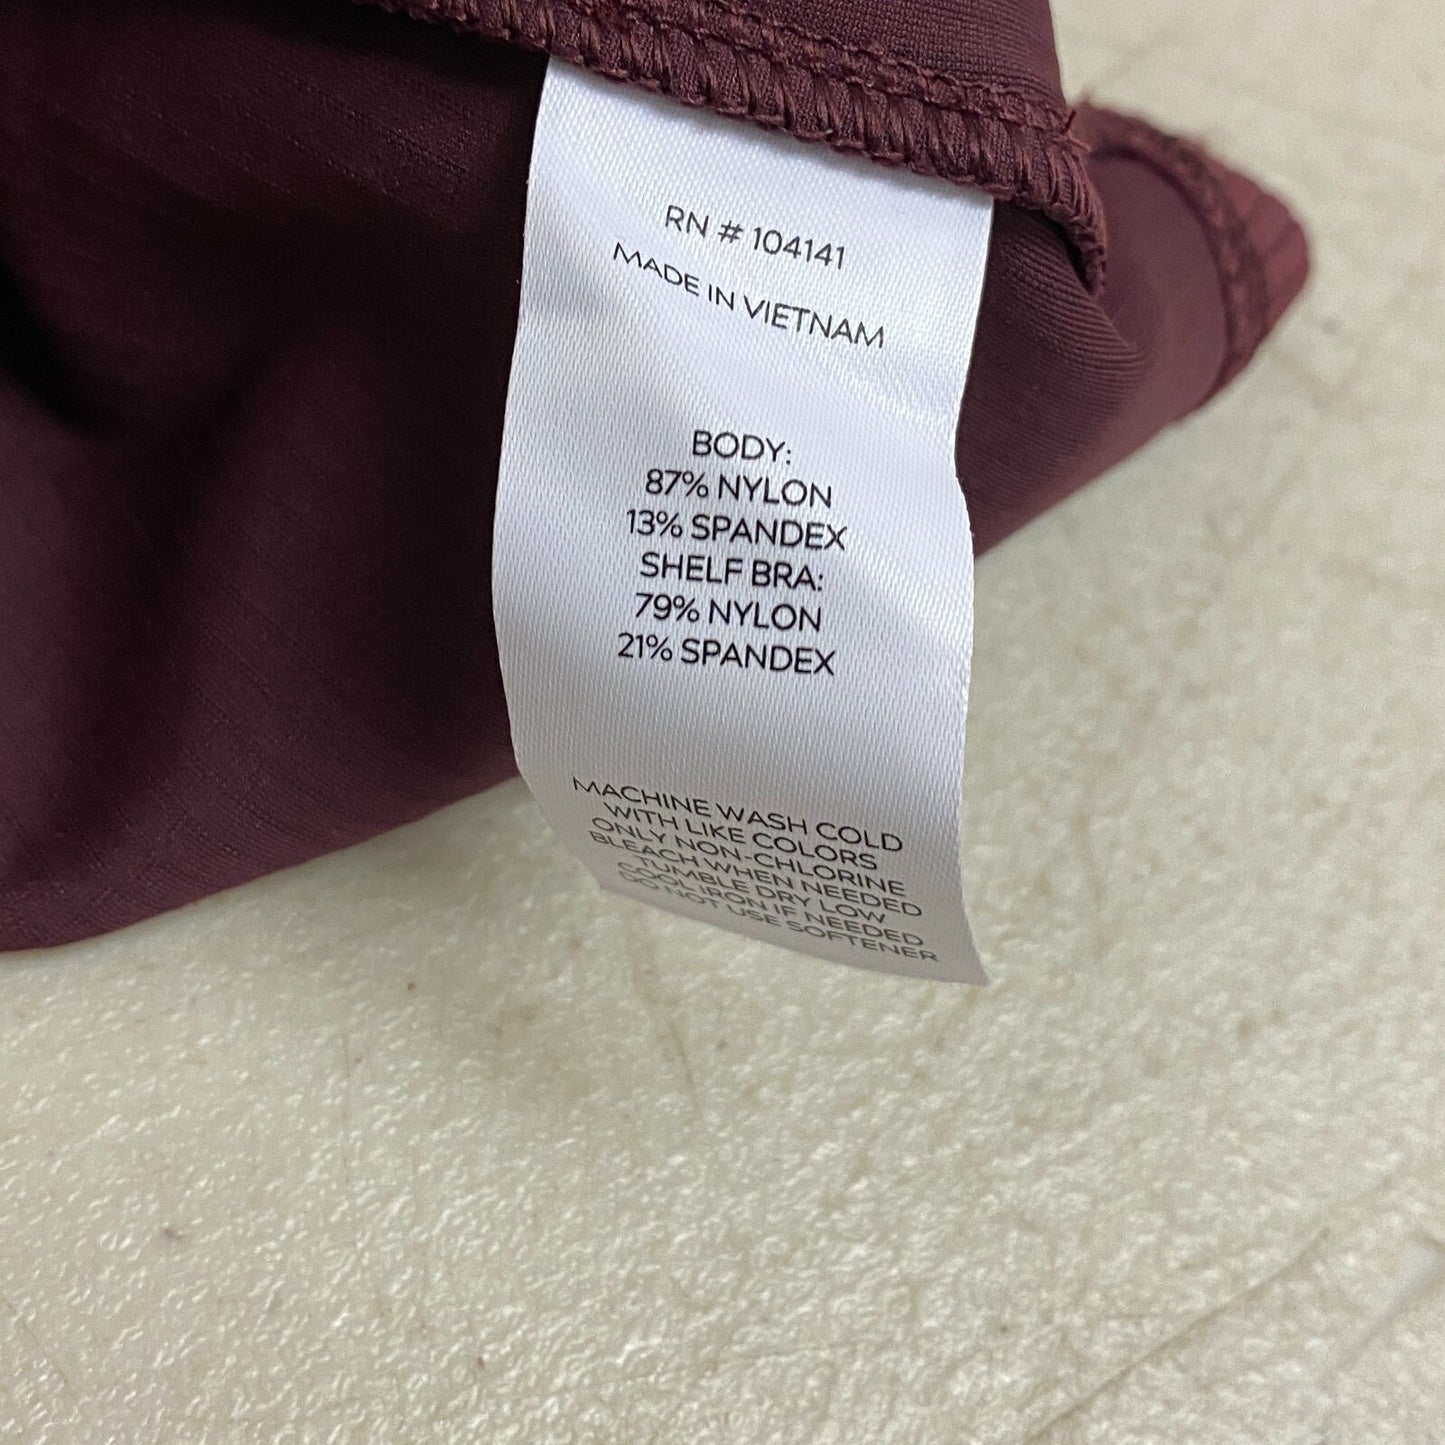 RN # 104141
MADE IN VIETNAM
BODY:
87% NYLON
13% SPANDEX
SHELF BRA:
79% NYLON
21% SPANDEX
MACHINE WASH COLD
WITH LIKE COLORS
ONLY NON-CHLORINE
BLEACH WHEN NEEDED
TUMBLE DRY LOW
COOL IRON IF NEEDED
DO NOT USE SOFTENER